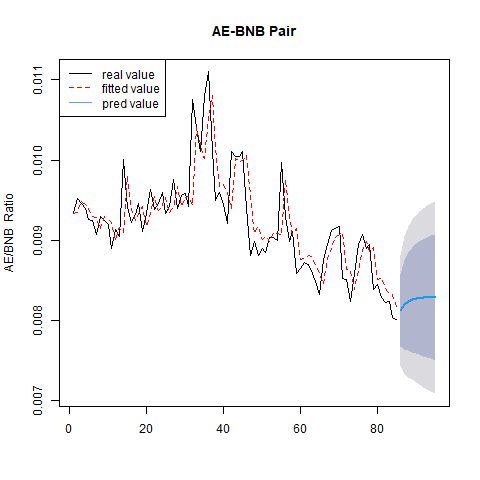 AE-BNB Pair
real value
fitted value
pred value
AE/BNB Ratio
0.011
0.010
0.009
0.008
0.007
0 20 40 60 80